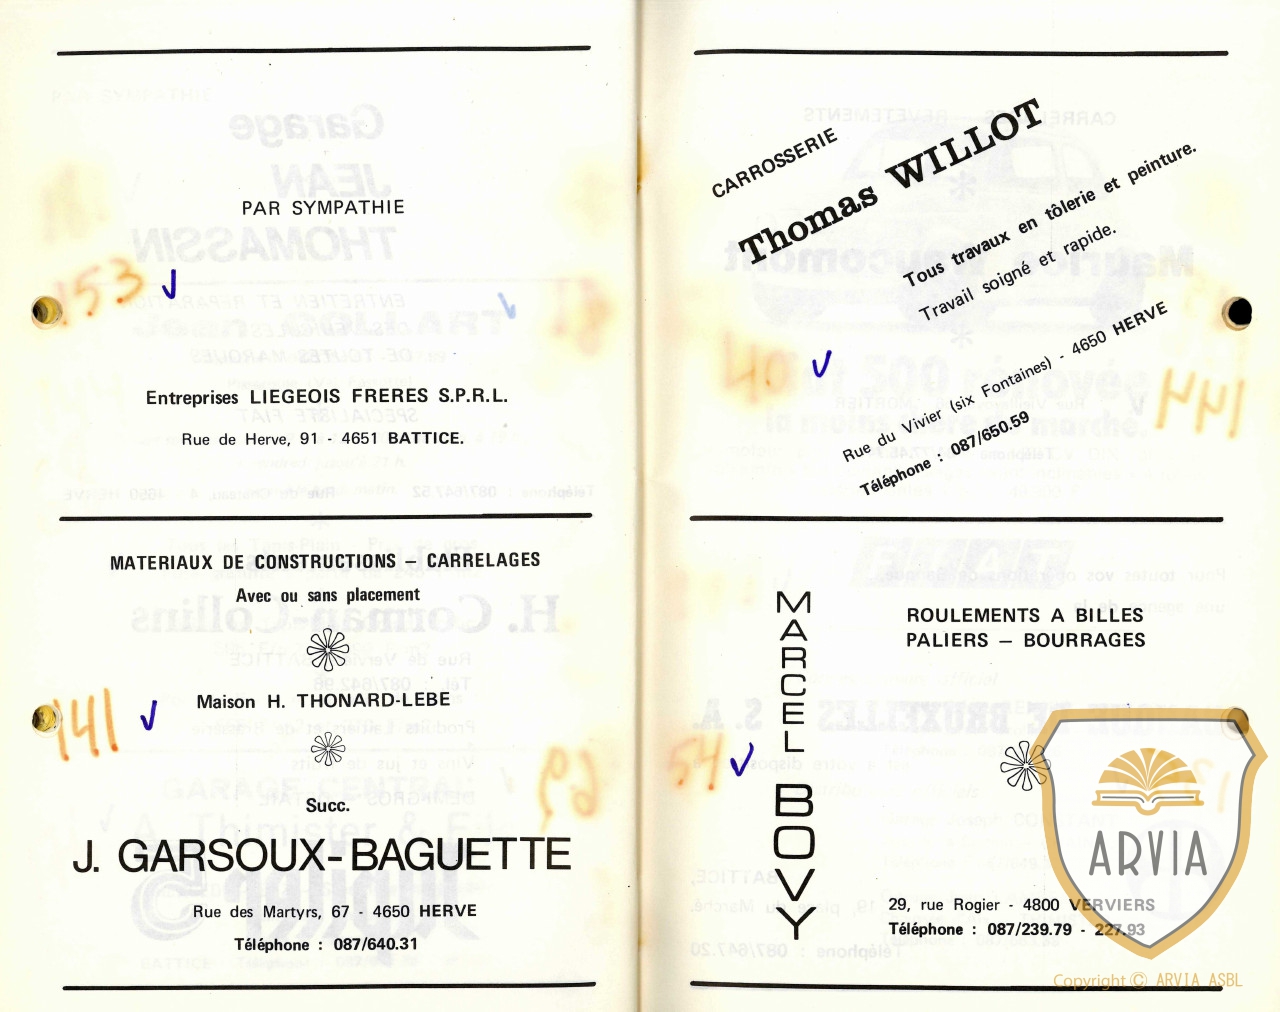 PAR SYMPATHIE
153
Entreprises LIEGEOIS FRERES S.P.R.L.
Rue de Herve, 91 - 4651 BATTICE.
MATERIAUX DE CONSTRUCTIONS – CARRELAGES
Avec ou sans placement
Maison H. THONARD-LEBE
141
Succ.
J. GARSOUX-BAGUETTE
Rue des Martyrs, 67 - 4650 HERVE
Téléphone : 087/640.31
CARROSSERIE
Thomas WILLOT
Tous travaux en tôlerie et peinture.
Travail soigné et rapide.
40
Rue du Vivier (six Fontaines) - 4650 HERVE
Téléphone : 087/650.59
MARCEL BOVY
54
ROULEMENTS A BILLES
PALIERS – BOURRAGES
29, rue Rogier - 4800 VERVIERS
Téléphone : 087/239.79 - 227.93
ARVIA
Copyright © ARVIA ASBL